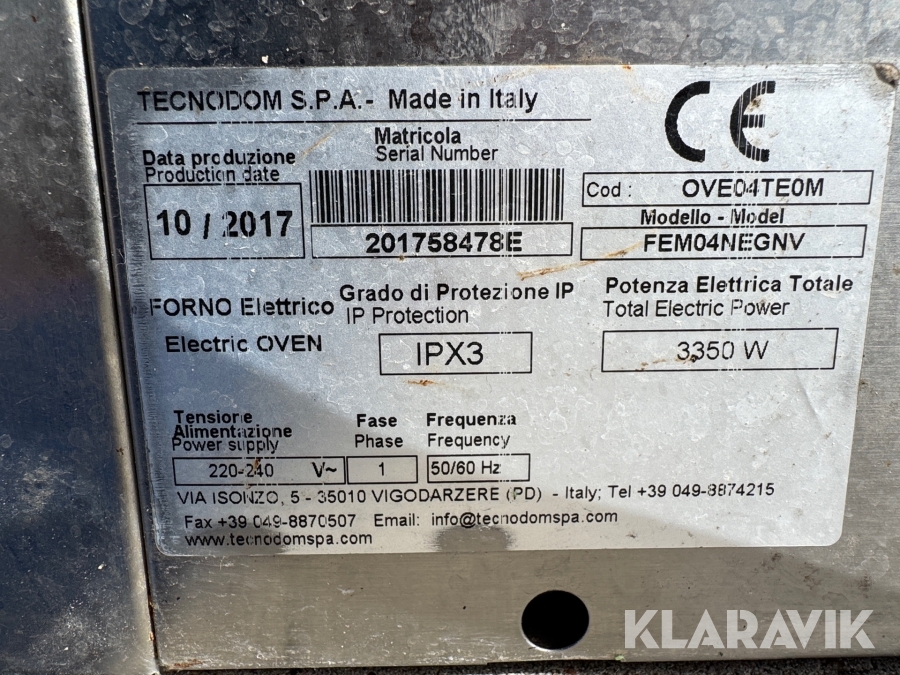 TECNODOM S.P.A.- Made in Italy
CE
Data produzione
Production date
10 / 2017
Matricola
Serial Number
201758478E
Cod : OVE04TE0M
Modello - Model
FEM04NEGNV
FORNO Elettrico
Electric OVEN
Grado di Protezione IP
IP Protection
IPX3
Potenza Elettrica Totale
Total Electric Power
3350 W
Tensione
Alimentazione
Power supply
220-240 V~
Fase
Phase
1
Frequenza
Frequency
50/60 Hz
VIA ISONZO, 5 - 35010 VIGODARZERE (PD) - Italy; Tel +39 049-8874215
Fax +39 049-8870507 Email: info@tecnodomspa.com
www.tecnodomspa.com
KLARAVIK